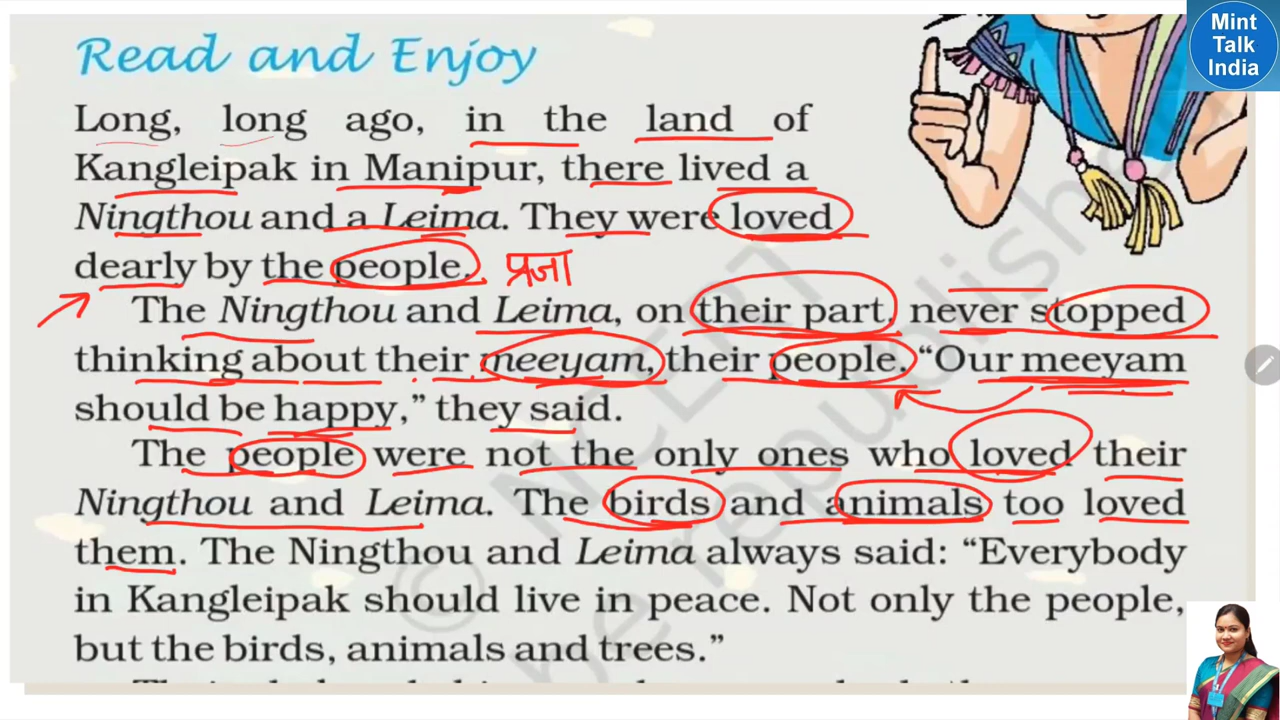 Read and Enjoy
Mint
Talk
India
Long, long ago, in the land of
Kangleipak in Manipur, there lived a
Ningthou and a Leima. They were loved
dearly by the people. प्रजा
The Ningthou and Leima, on their part, never stopped
thinking about their meeyam, their people. “Our meeyam
should be happy,” they said.
The people were not the only ones who loved their
Ningthou and Leima. The birds and animals too loved
them. The Ningthou and Leima always said: “Everybody
in Kangleipak should live in peace. Not only the people,
but the birds, animals and trees.”
© NCERT
be republished